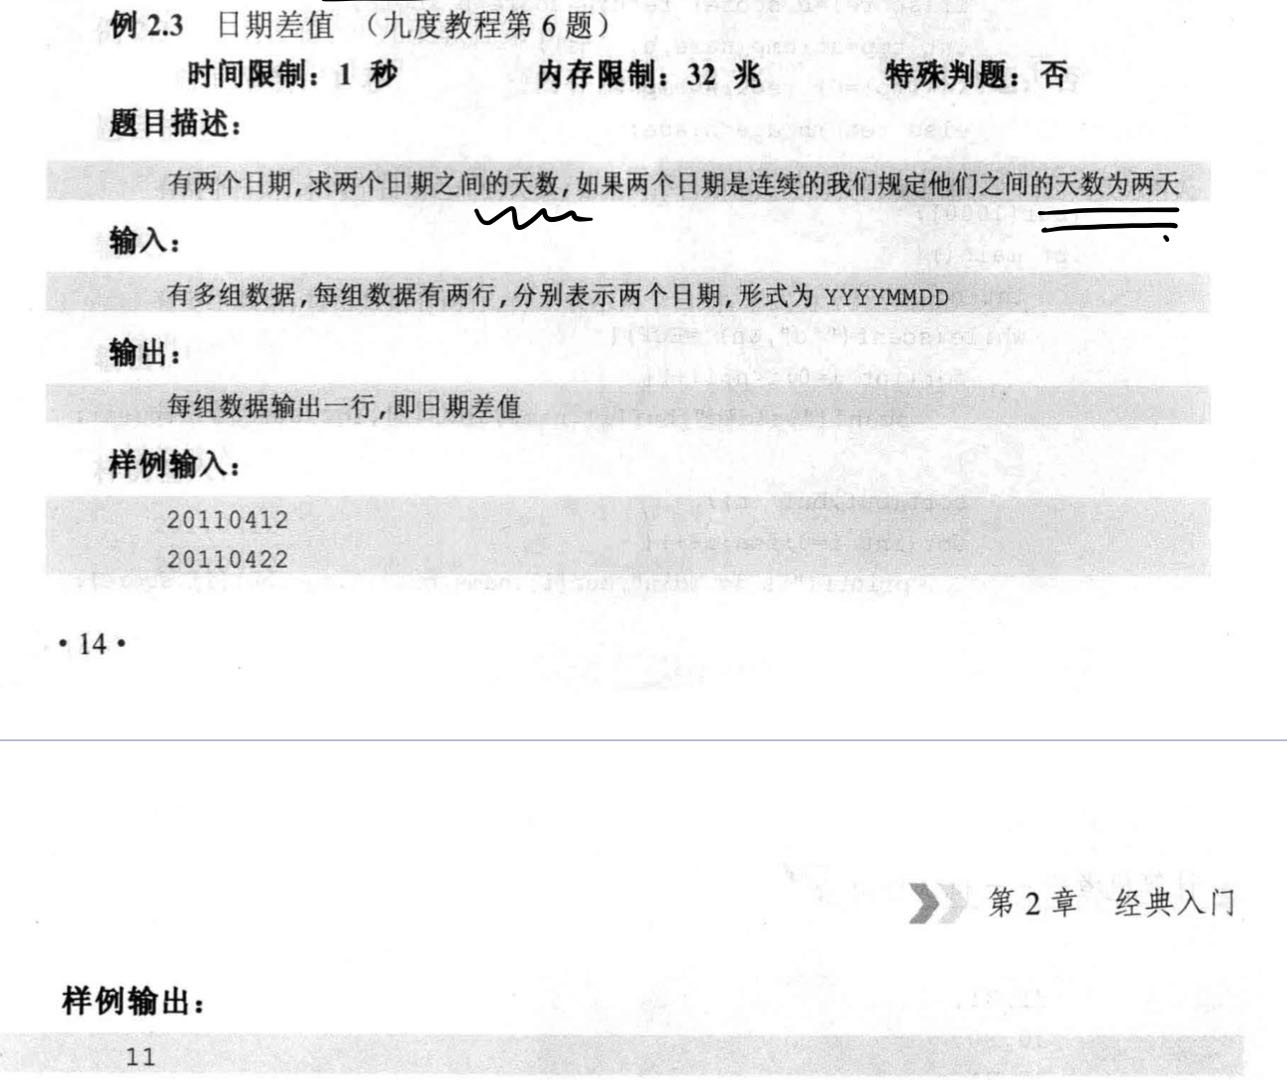 例 2.3 日期差值 （九度教程第 6 题）
时间限制：1 秒 内存限制：32 兆 特殊判题：否
题目描述：
有两个日期,求两个日期之间的天数,如果两个日期是连续的我们规定他们之间的天数为两天
输入：
有多组数据,每组数据有两行,分别表示两个日期,形式为 YYYYMMDD
输出：
每组数据输出一行,即日期差值
样例输入：
20110412
20110422
·14·
第 2 章 经典入门
样例输出：
11